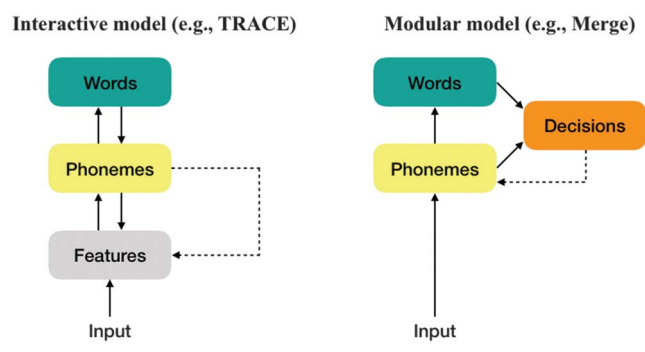 Interactive model (e.g., TRACE)
Words
Phonemes
Features
Input
Modular model (e.g., Merge)
Words
Decisions
Phonemes
Input